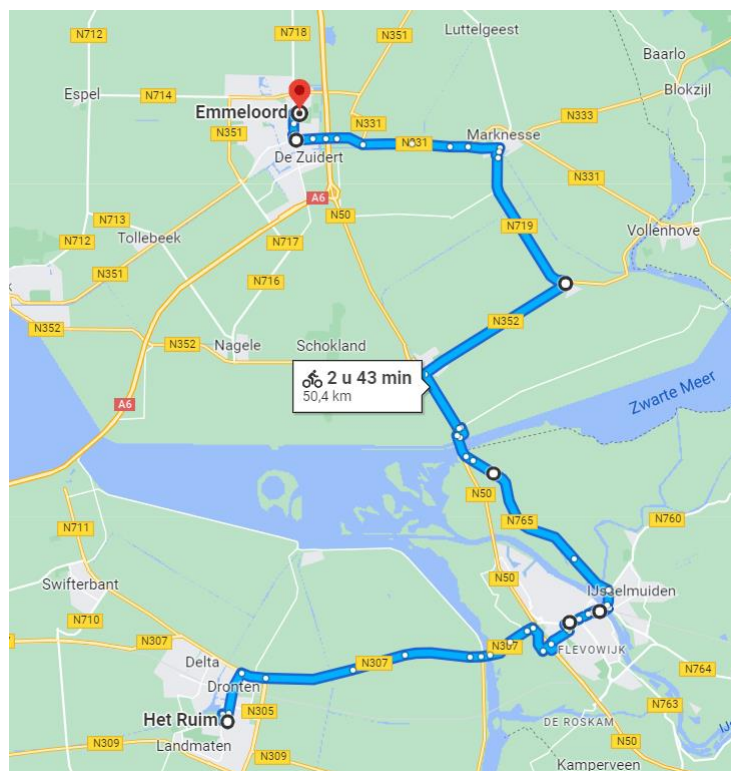 N712
N718
N351
Luttelgeest
Baarlo
Espel
N714
Blokzijl
Emmeloord
N331
N333
N351
Marknesse
De Zuidert
N331
N331
A6
N50
N719
N713
N712
Tollebeek
N717
Vollenhove
N351
N716
N352
N352
N352
Nagele
Schokland
2 u 43 min
50,4 km
Zwarte Meer
A6
N50
N711
N765
N760
N50
Swifterbant
IJsselmuiden
N710
N307
N307
N307
FLEVOWIJK
Delta
N307
N764
Dronten
N305
N763
Het Ruim
DE ROSKAM
Landmaten
N50
N309
N309
Kamperveen